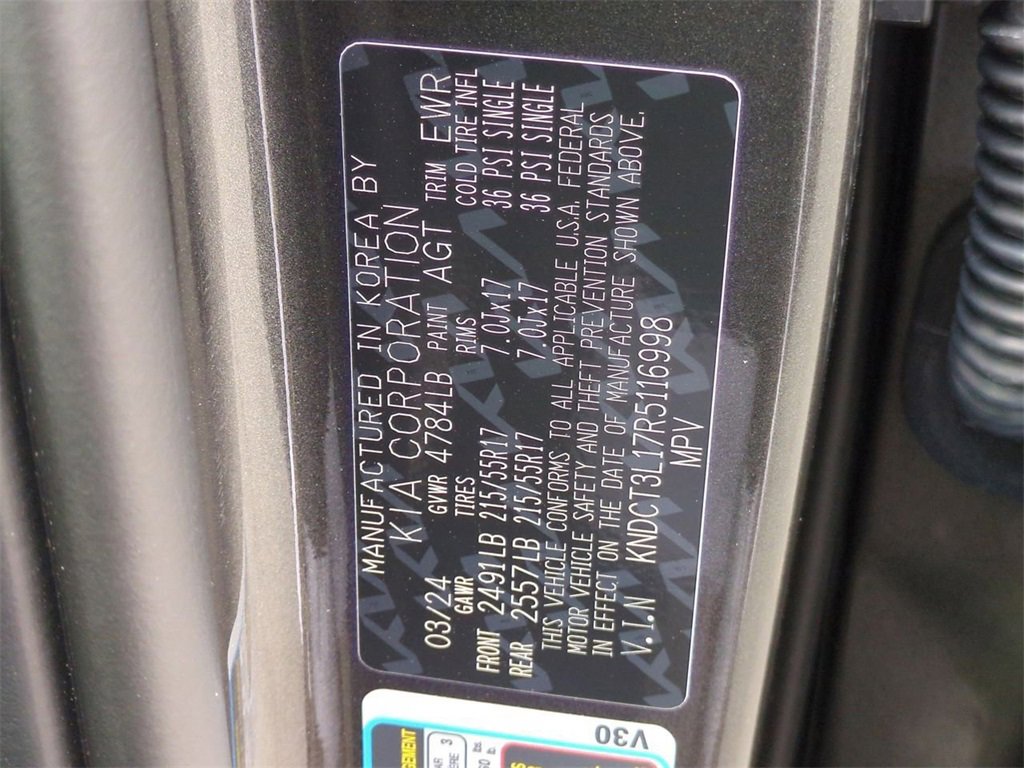 MANUFACTURED IN KOREA BY
KIA CORPORATION
03/24 GVWR 4784LB PAINT AGT TRIM EWR
GAWR TIRES RIMS COLD TIRE INFL
FRONT 2491LB 215/55R17 7.0Jx17 36 PSI SINGLE
REAR 2557LB 215/55R17 7.0Jx17 36 PSI SINGLE
THIS VEHICLE CONFORMS TO ALL APPLICABLE U.S.A. FEDERAL
MOTOR VEHICLE SAFETY AND THEFT PREVENTION STANDARDS
IN EFFECT ON THE DATE OF MANUFACTURE SHOWN ABOVE.
V.I.N KNDCT3L17R5116998
MPV
V30
3